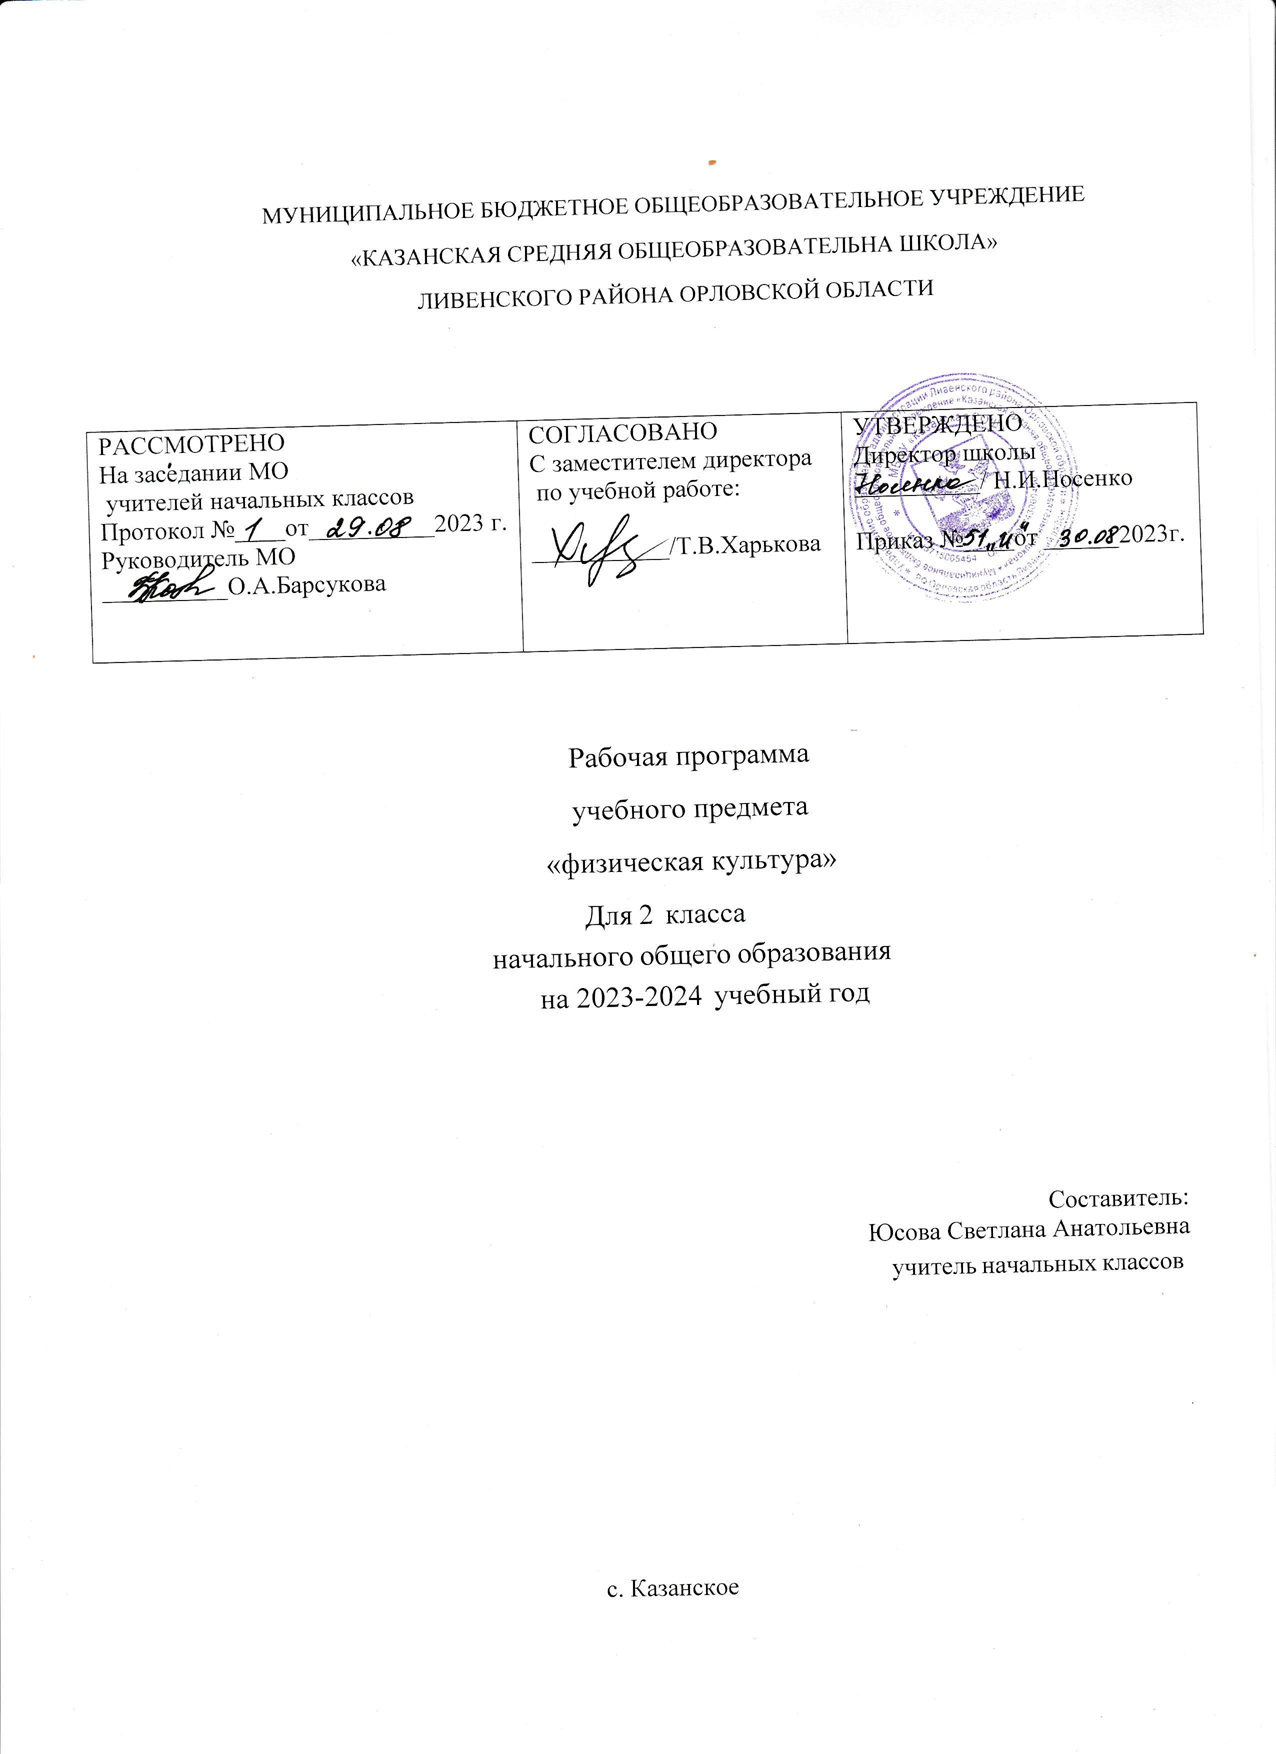 МУНИЦИПАЛЬНОЕ БЮДЖЕТНОЕ ОБЩЕОБРАЗОВАТЕЛЬНОЕ УЧРЕЖДЕНИЕ
«КАЗАНСКАЯ СРЕДНЯЯ ОБЩЕОБРАЗОВАТЕЛЬНА ШКОЛА»
ЛИВЕНСКОГО РАЙОНА ОРЛОВСКОЙ ОБЛАСТИ
РАССМОТРЕНО
На заседании МО
учителей начальных классов
Протокол № 1 от 29.08 2023 г.
Руководитель МО
О.А.Барсукова
СОГЛАСОВАНО
С заместителем директора
по учебной работе:
/Т.В.Харькова
УТВЕРЖДЕНО
Директор школы
Носенко / Н.И.Носенко
Приказ №51„и“ от 30.08 2023г.
Рабочая программа
учебного предмета
«физическая культура»
Для 2 класса
начального общего образования
на 2023-2024 учебный год
Составитель:
Юсова Светлана Анатольевна
учитель начальных классов
с. Казанское